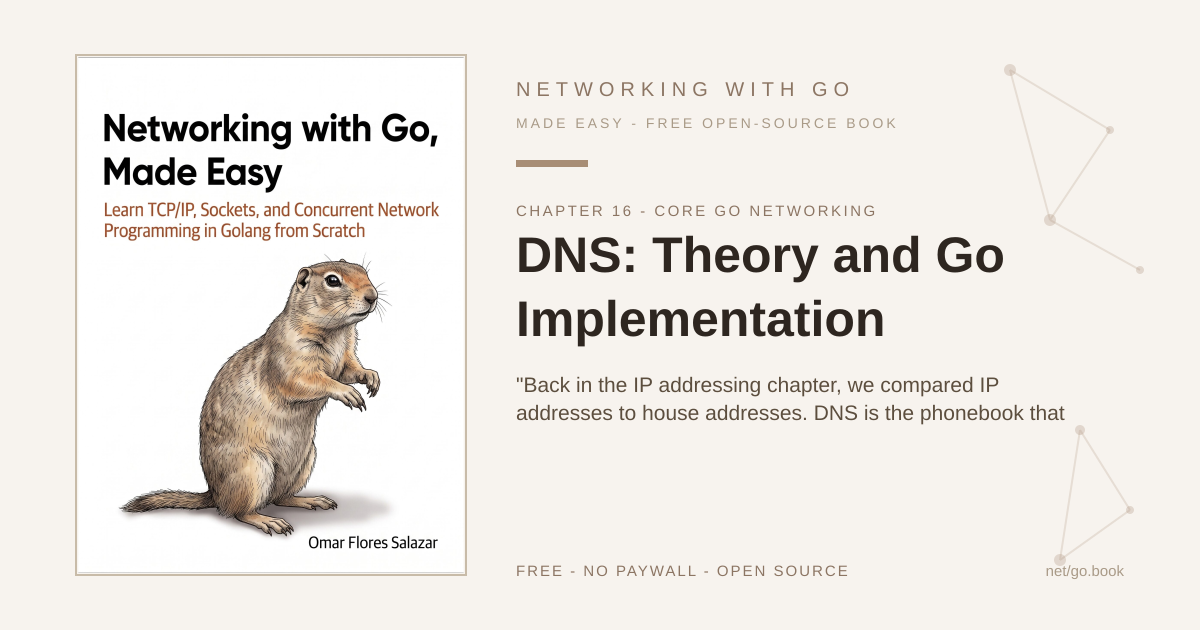 Networking with Go,
Made Easy
Learn TCP/IP, Sockets, and Concurrent Network
Programming in Golang from Scratch
Omar Flores Salazar
NETWORKING WITH GO
MADE EASY - FREE OPEN-SOURCE BOOK
CHAPTER 16 - CORE GO NETWORKING
DNS: Theory and Go
Implementation
"Back in the IP addressing chapter, we compared IP
addresses to house addresses. DNS is the phonebook that
FREE - NO PAYWALL - OPEN SOURCE
net/go.book